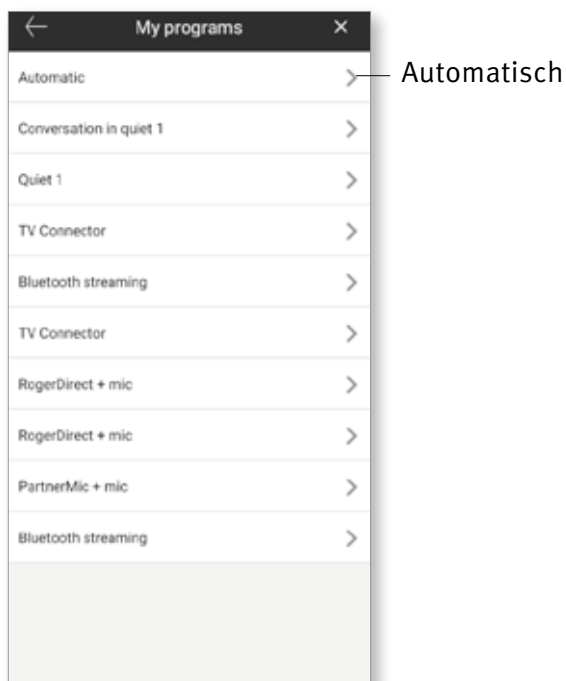 My programs
Automatic
Automatisch
Conversation in quiet 1
Quiet 1
TV Connector
Bluetooth streaming
TV Connector
RogerDirect + mic
RogerDirect + mic
PartnerMic + mic
Bluetooth streaming